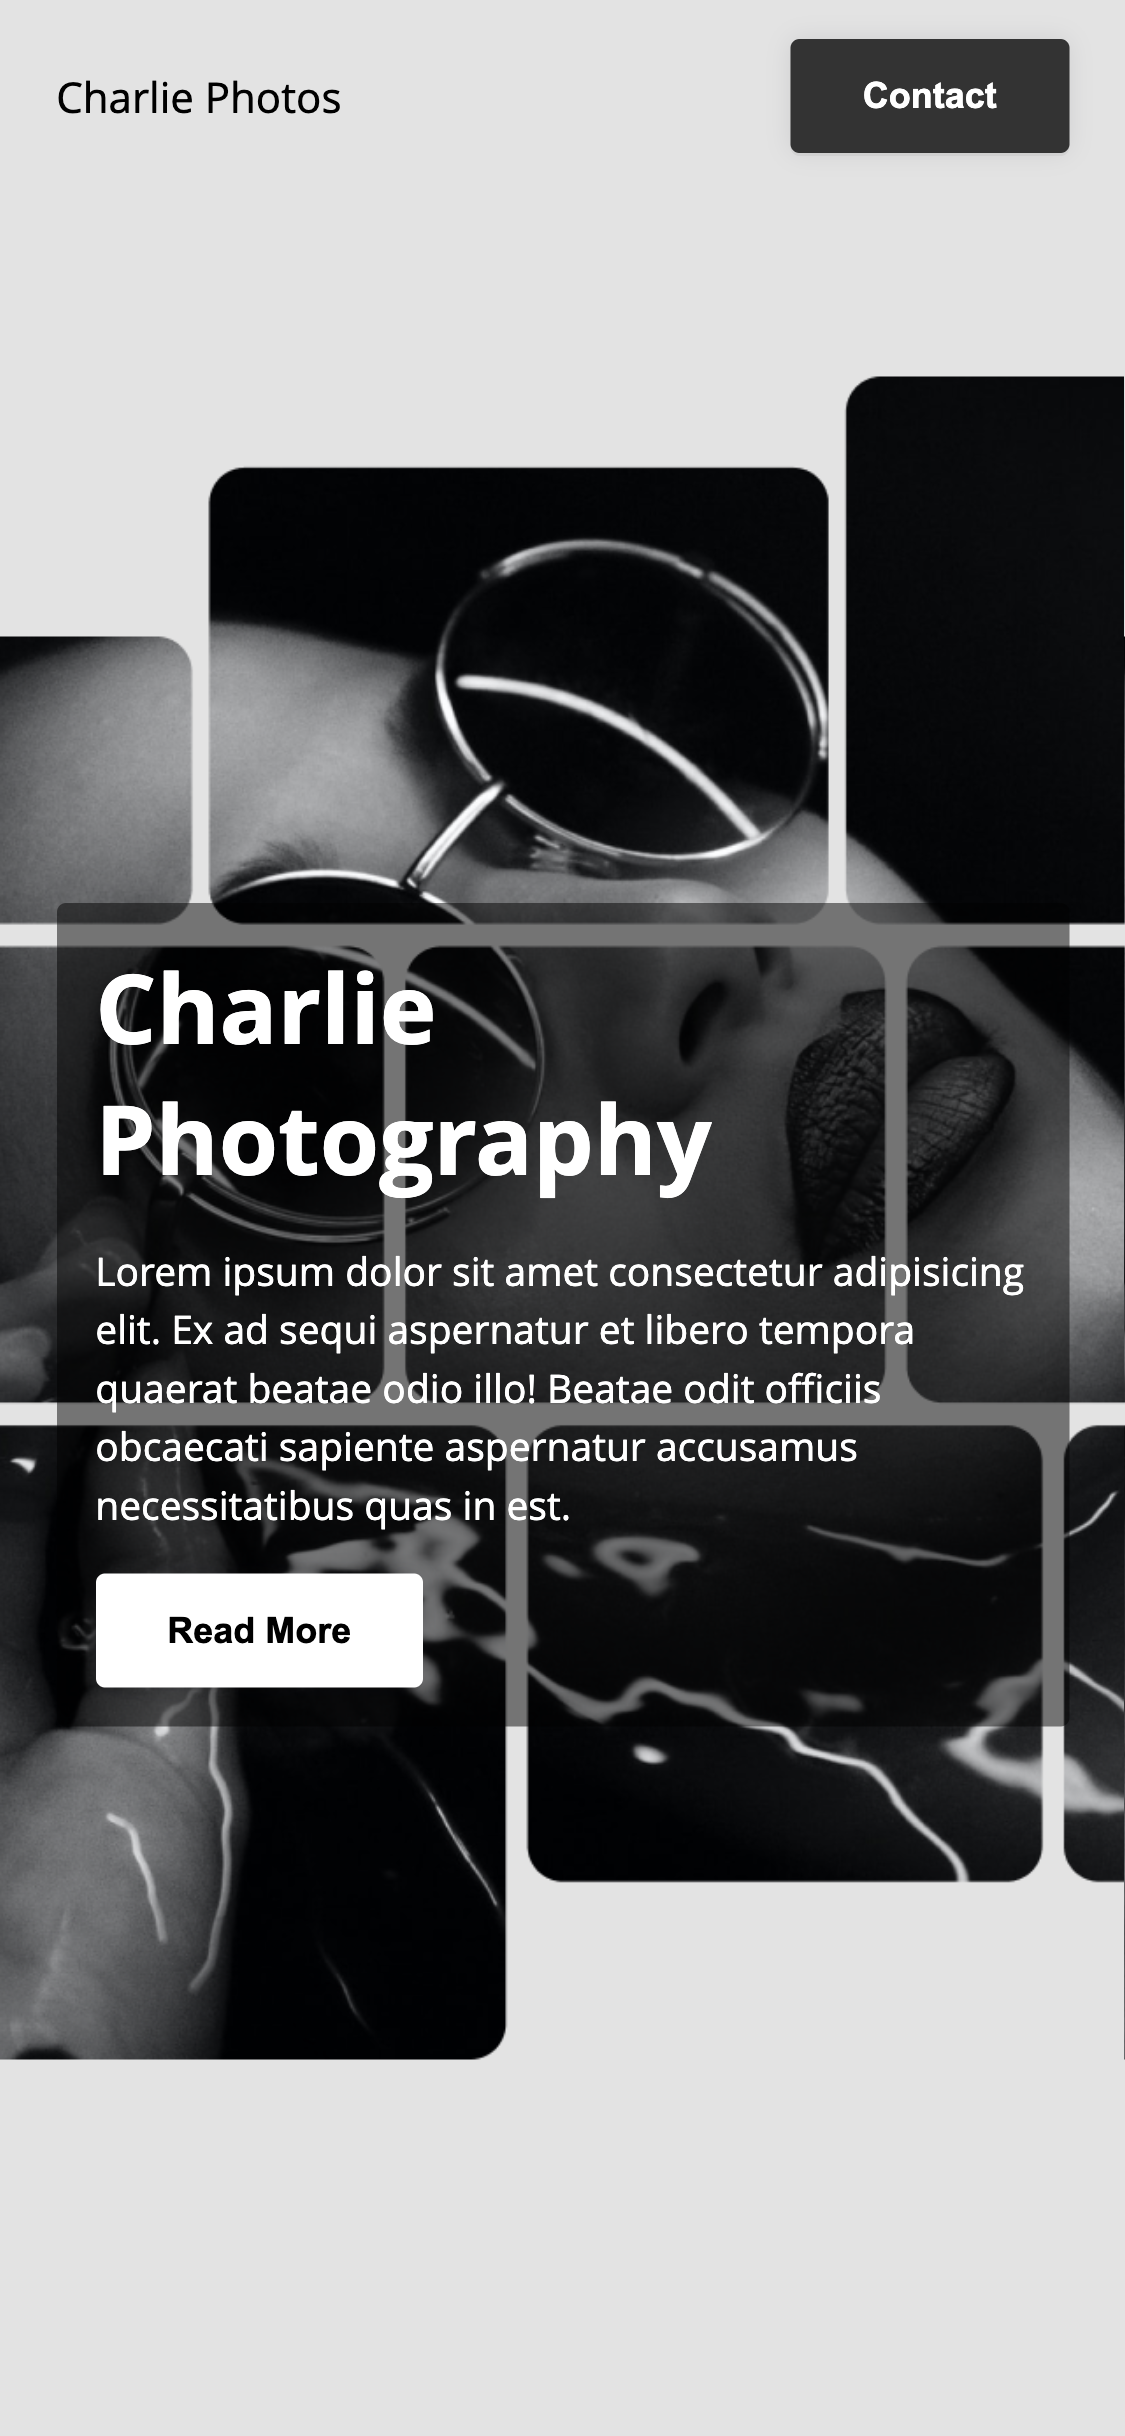 Charlie Photos
Contact
Charlie
Photography
Lorem ipsum dolor sit amet consectetur adipisicing
elit. Ex ad sequi aspernatur et libero tempora
quaerat beatae odio illo! Beatae odit officiis
obcaecati sapiente aspernatur accusamus
necessitatibus quas in est.
Read More